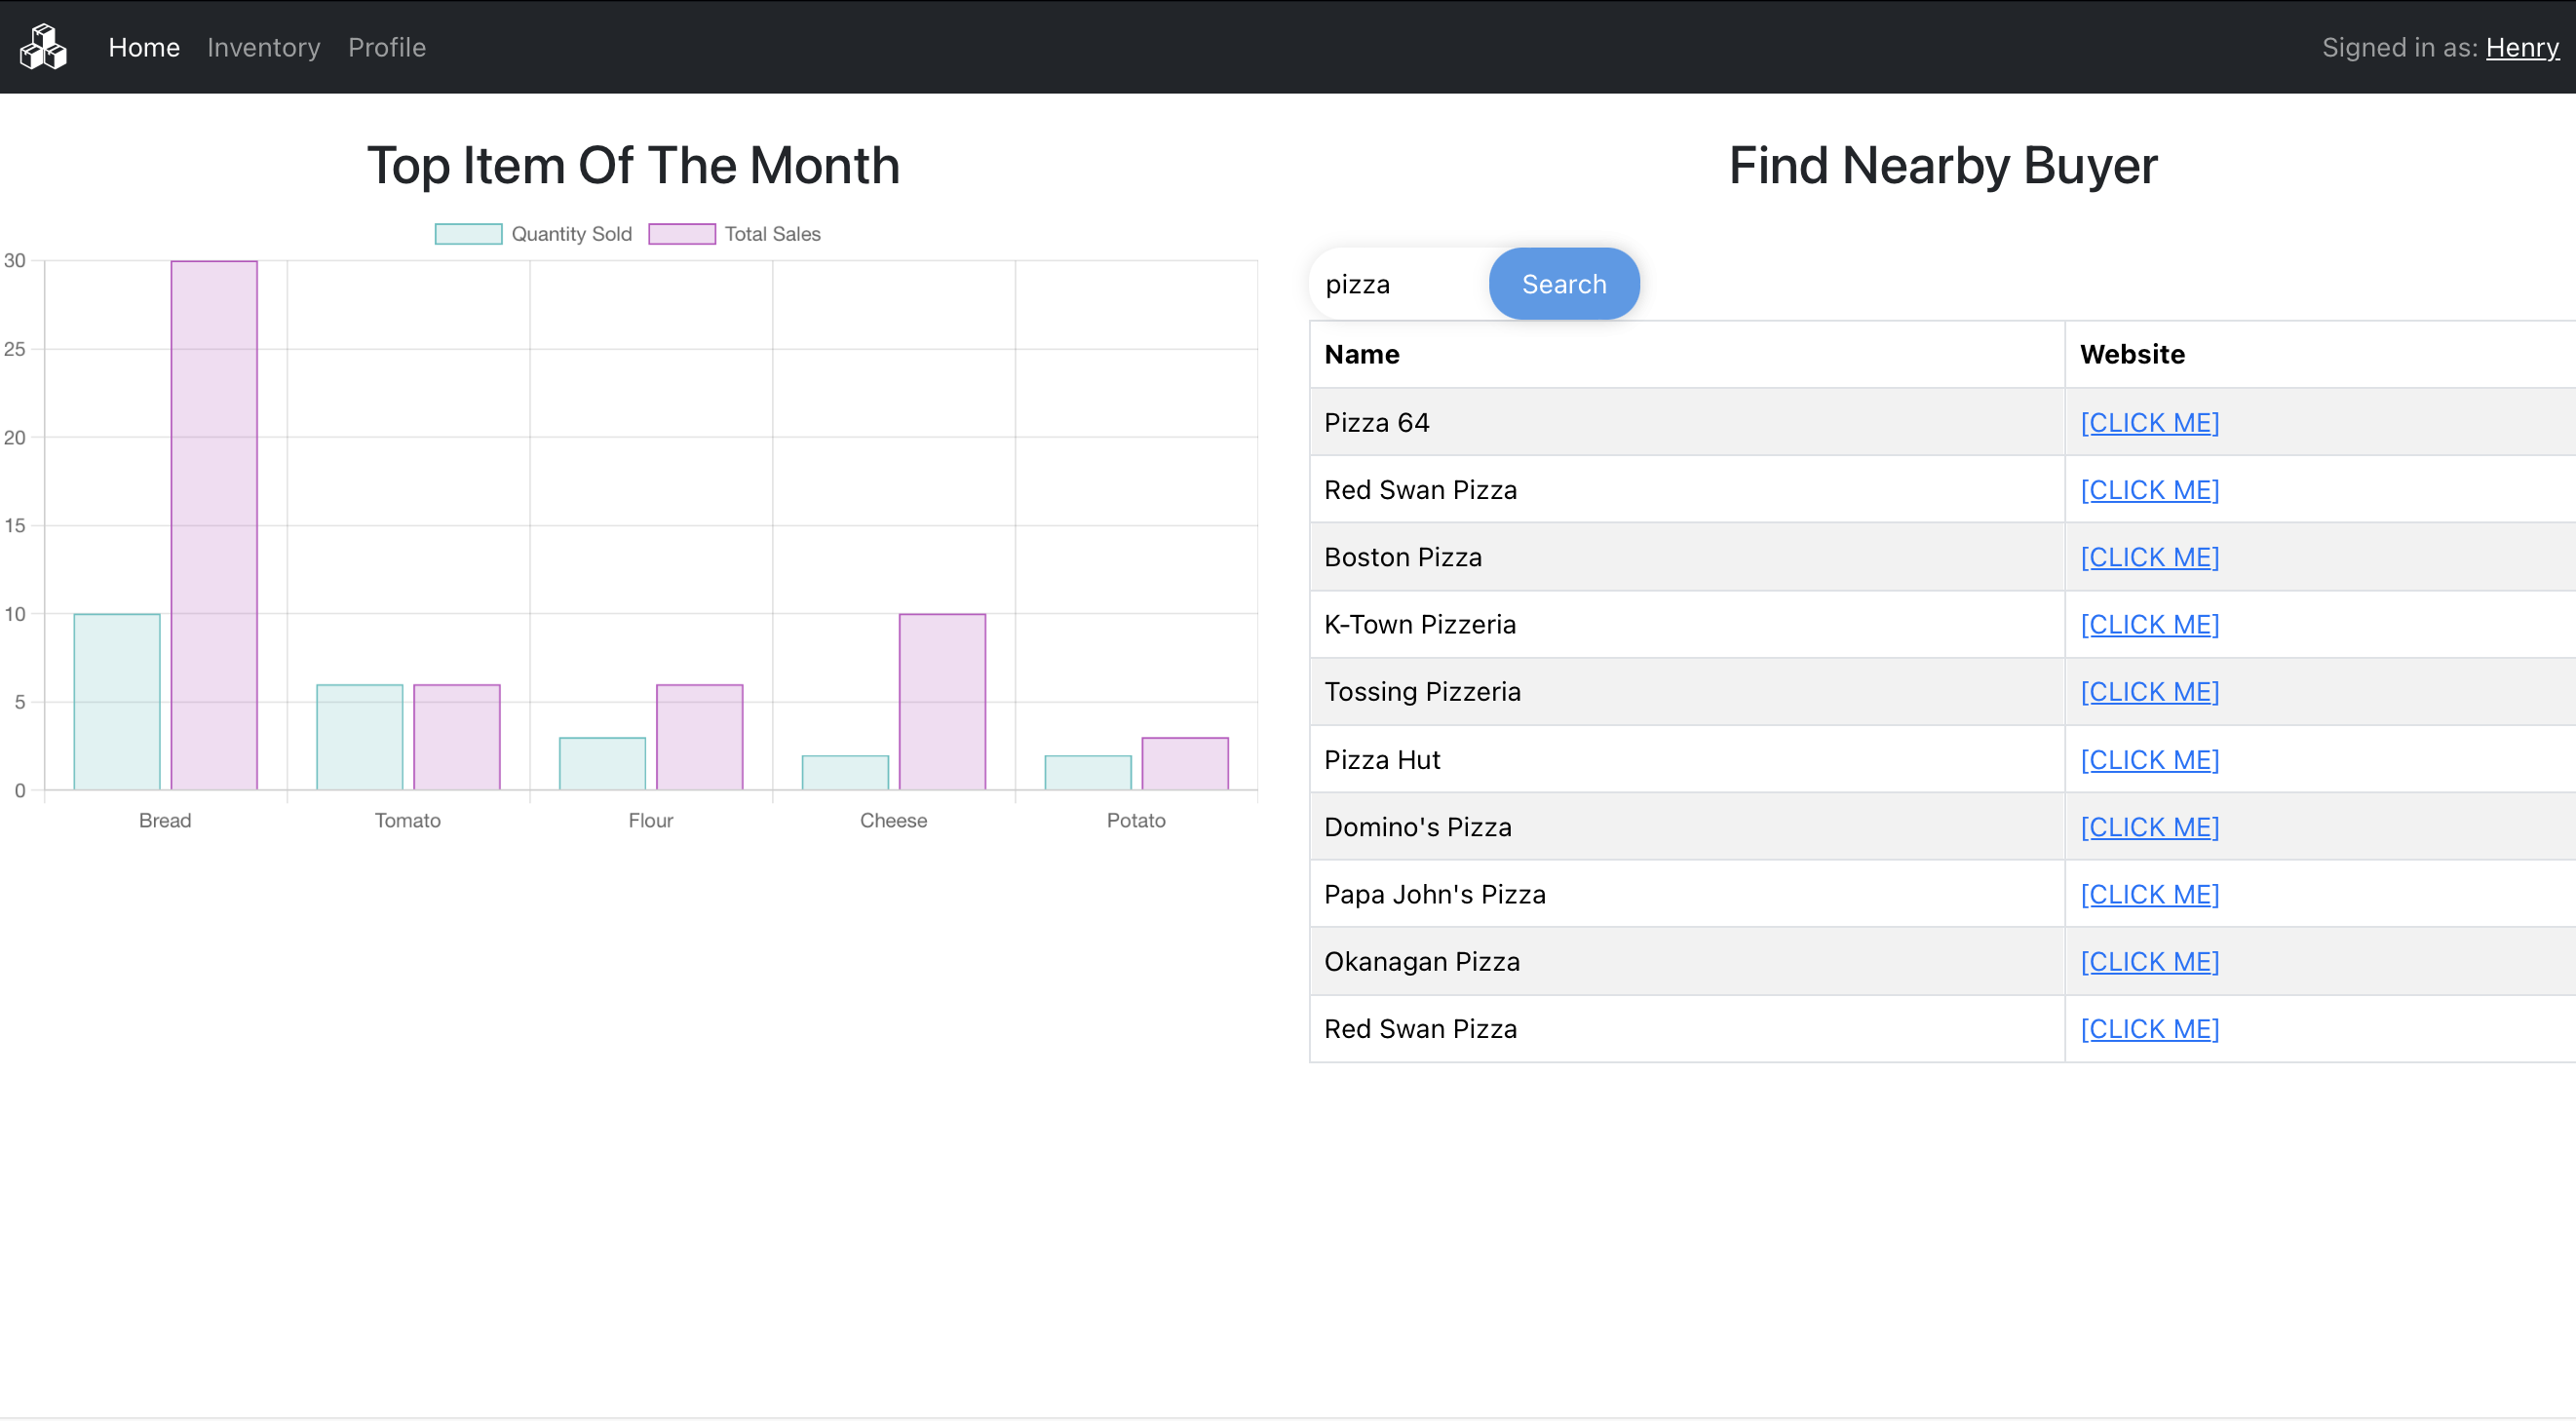 Home Inventory Profile Signed in as: Henry
Top Item Of The Month
Quantity Sold Total Sales
30
25
20
15
10
5
0
Bread Tomato Flour Cheese Potato
Find Nearby Buyer
pizza Search
Name Website
Pizza 64 [CLICK ME]
Red Swan Pizza [CLICK ME]
Boston Pizza [CLICK ME]
K-Town Pizzeria [CLICK ME]
Tossing Pizzeria [CLICK ME]
Pizza Hut [CLICK ME]
Domino's Pizza [CLICK ME]
Papa John's Pizza [CLICK ME]
Okanagan Pizza [CLICK ME]
Red Swan Pizza [CLICK ME]